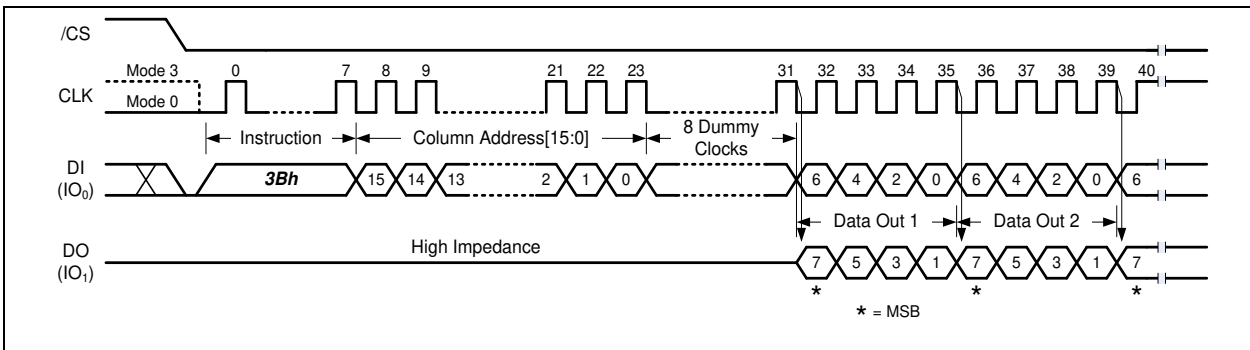 /CS
Mode 3 0 7 8 9 21 22 23 31 32 33 34 35 36 37 38 39 40
CLK Mode 0
Instruction Column Address[15:0] 8 Dummy Clocks
DI (IO0) 3Bh 15 14 13 2 1 0 6 4 2 0 6 4 2 0 6
Data Out 1 Data Out 2
DO (IO1) High Impedance 7 5 3 1 7 5 3 1 7
* * *
* = MSB